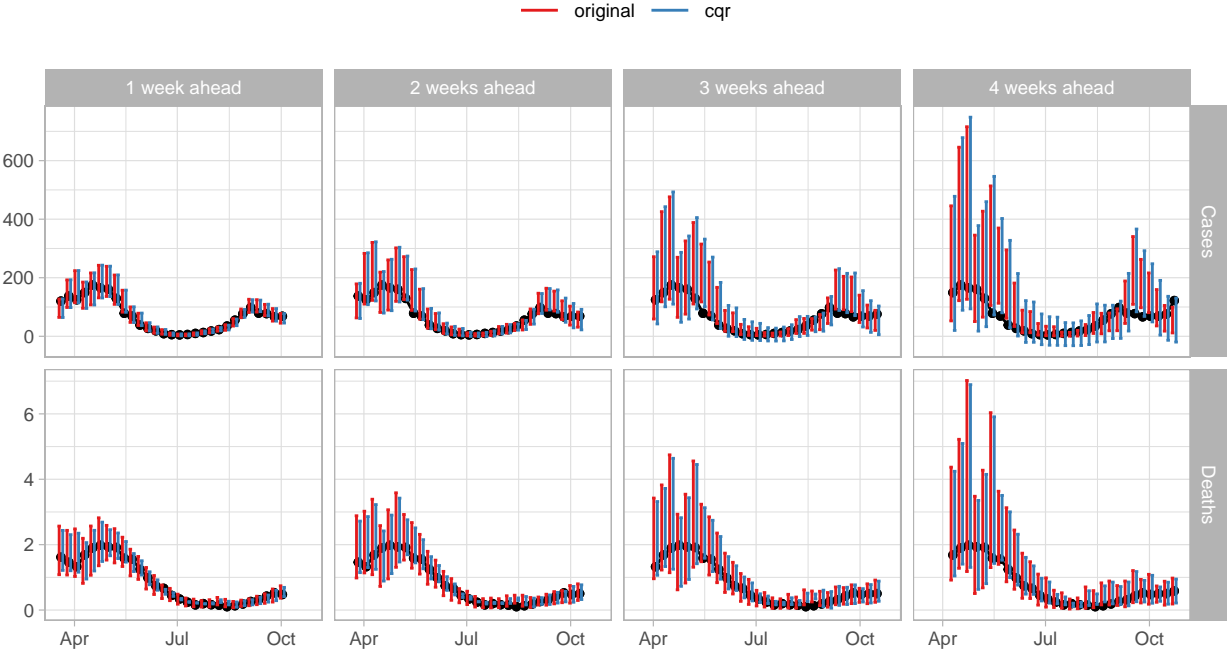 original cqr
1 week ahead 2 weeks ahead 3 weeks ahead 4 weeks ahead
600
400
200
0
Cases
6
4
2
0
Deaths
Apr Jul Oct Apr Jul Oct Apr Jul Oct Apr Jul Oct